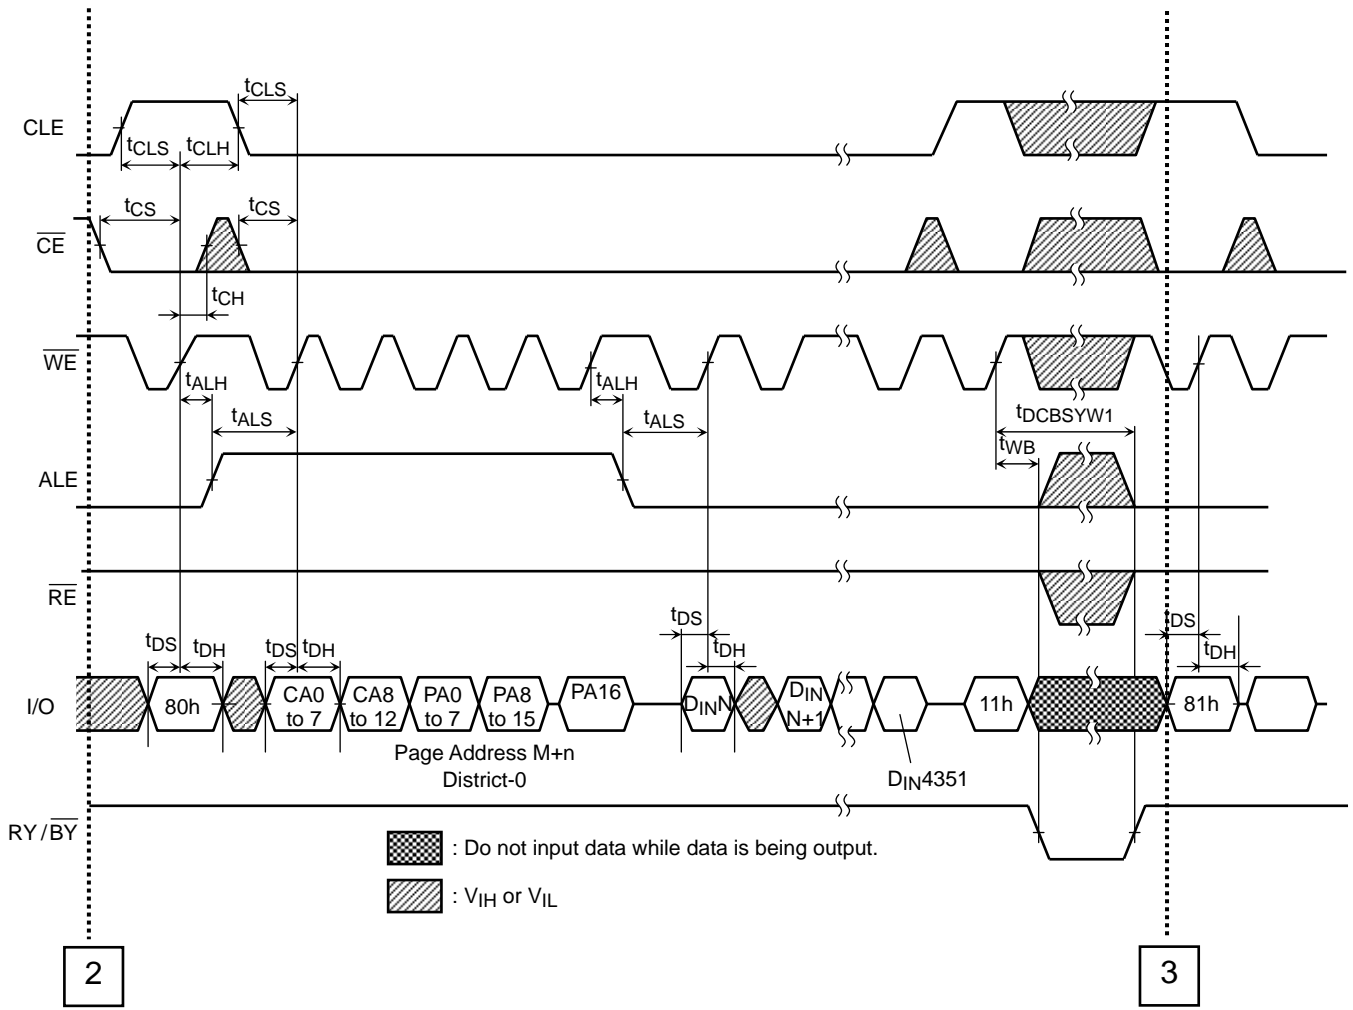 tCLS
CLE
tCLS tCLH
tCS tCS
CE
tCH
WE
tALH tALH
tDCBSYW1
tALS tALS
tWB
ALE
RE
tDS DS
tDS tDH tDS tDH tDH tDH
I/O 80h CA0 to 7 CA8 to 12 PA0 to 7 PA8 to 15 PA16 DINN DIN N+1 11h 81h
Page Address M+n
District-0
DIN4351
RY/BY
: Do not input data while data is being output.
: VIH or VIL
2 3